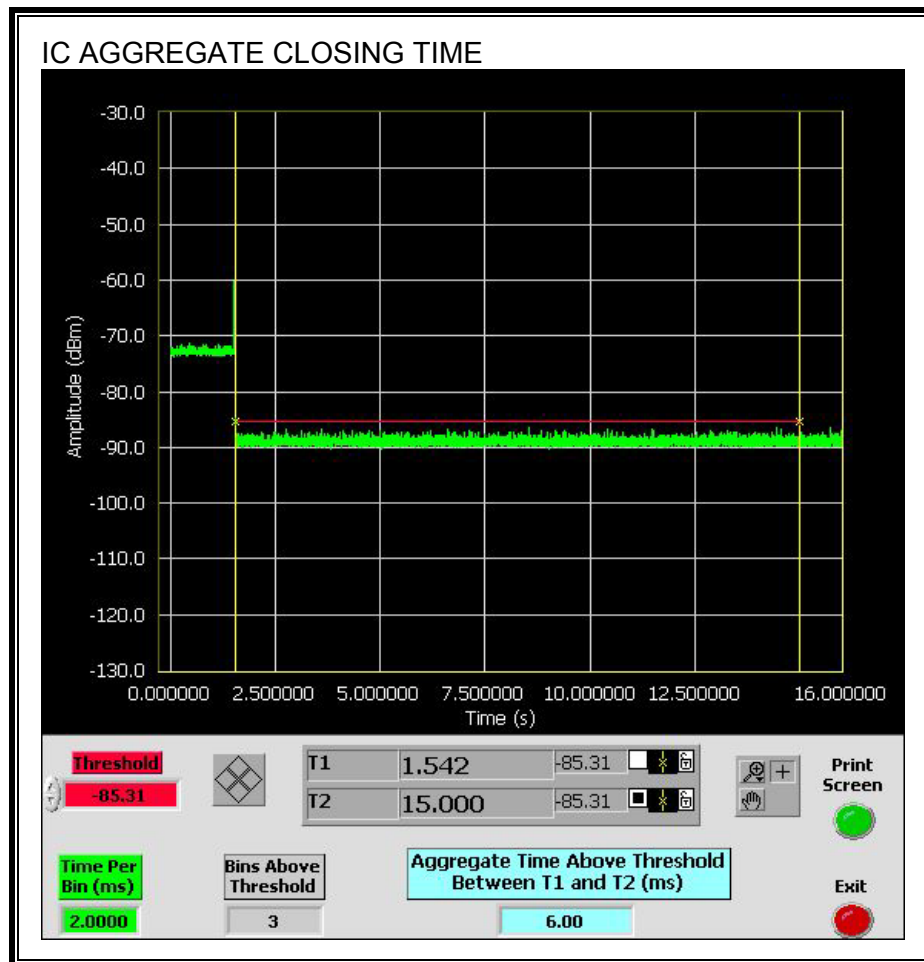 IC AGGREGATE CLOSING TIME
-30.0
-40.0
-50.0
-60.0
-70.0
-80.0
-90.0
-100.0
-110.0
-120.0
-130.0
Amplitude (dBm)
0.000000 2.500000 5.000000 7.500000 10.000000 12.500000 16.000000
Time (s)
Threshold
-85.31
T1 1.542 -85.31
T2 15.000 -85.31
Print
Screen
Time Per
Bin (ms)
2.0000
Bins Above
Threshold
3
Aggregate Time Above Threshold
Between T1 and T2 (ms)
6.00
Exit